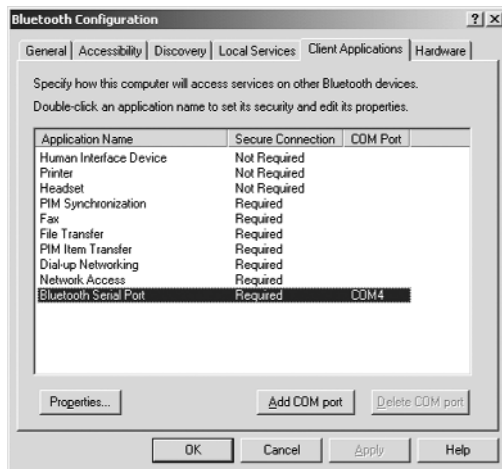 Bluetooth Configuration
General Accessibility Discovery Local Services Client Applications Hardware
Specify how this computer will access services on other Bluetooth devices.
Double-click an application name to set its security and edit its properties.
Application Name Secure Connection COM Port
Human Interface Device Not Required
Printer Not Required
Headset Not Required
PIM Synchronization Required
Fax Required
File Transfer Required
PIM Item Transfer Required
Dial-up Networking Required
Network Access Required
Bluetooth Serial Port Required COM4
Properties... Add COM port Delete COM port
OK Cancel Apply Help